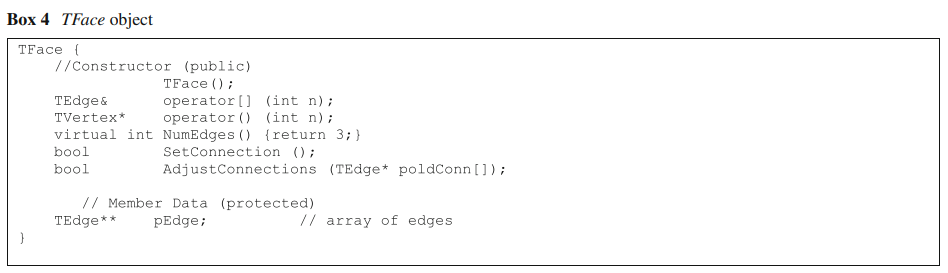 Box 4 TFace object
TFace {
//Constructor (public)
TFace();
TEdge& operator[] (int n);
TVertex* operator() (int n);
virtual int NumEdges() {return 3;}
bool SetConnection ();
bool AdjustConnections (TEdge* poldConn[]);
// Member Data (protected)
TEdge** pEdge; // array of edges
}